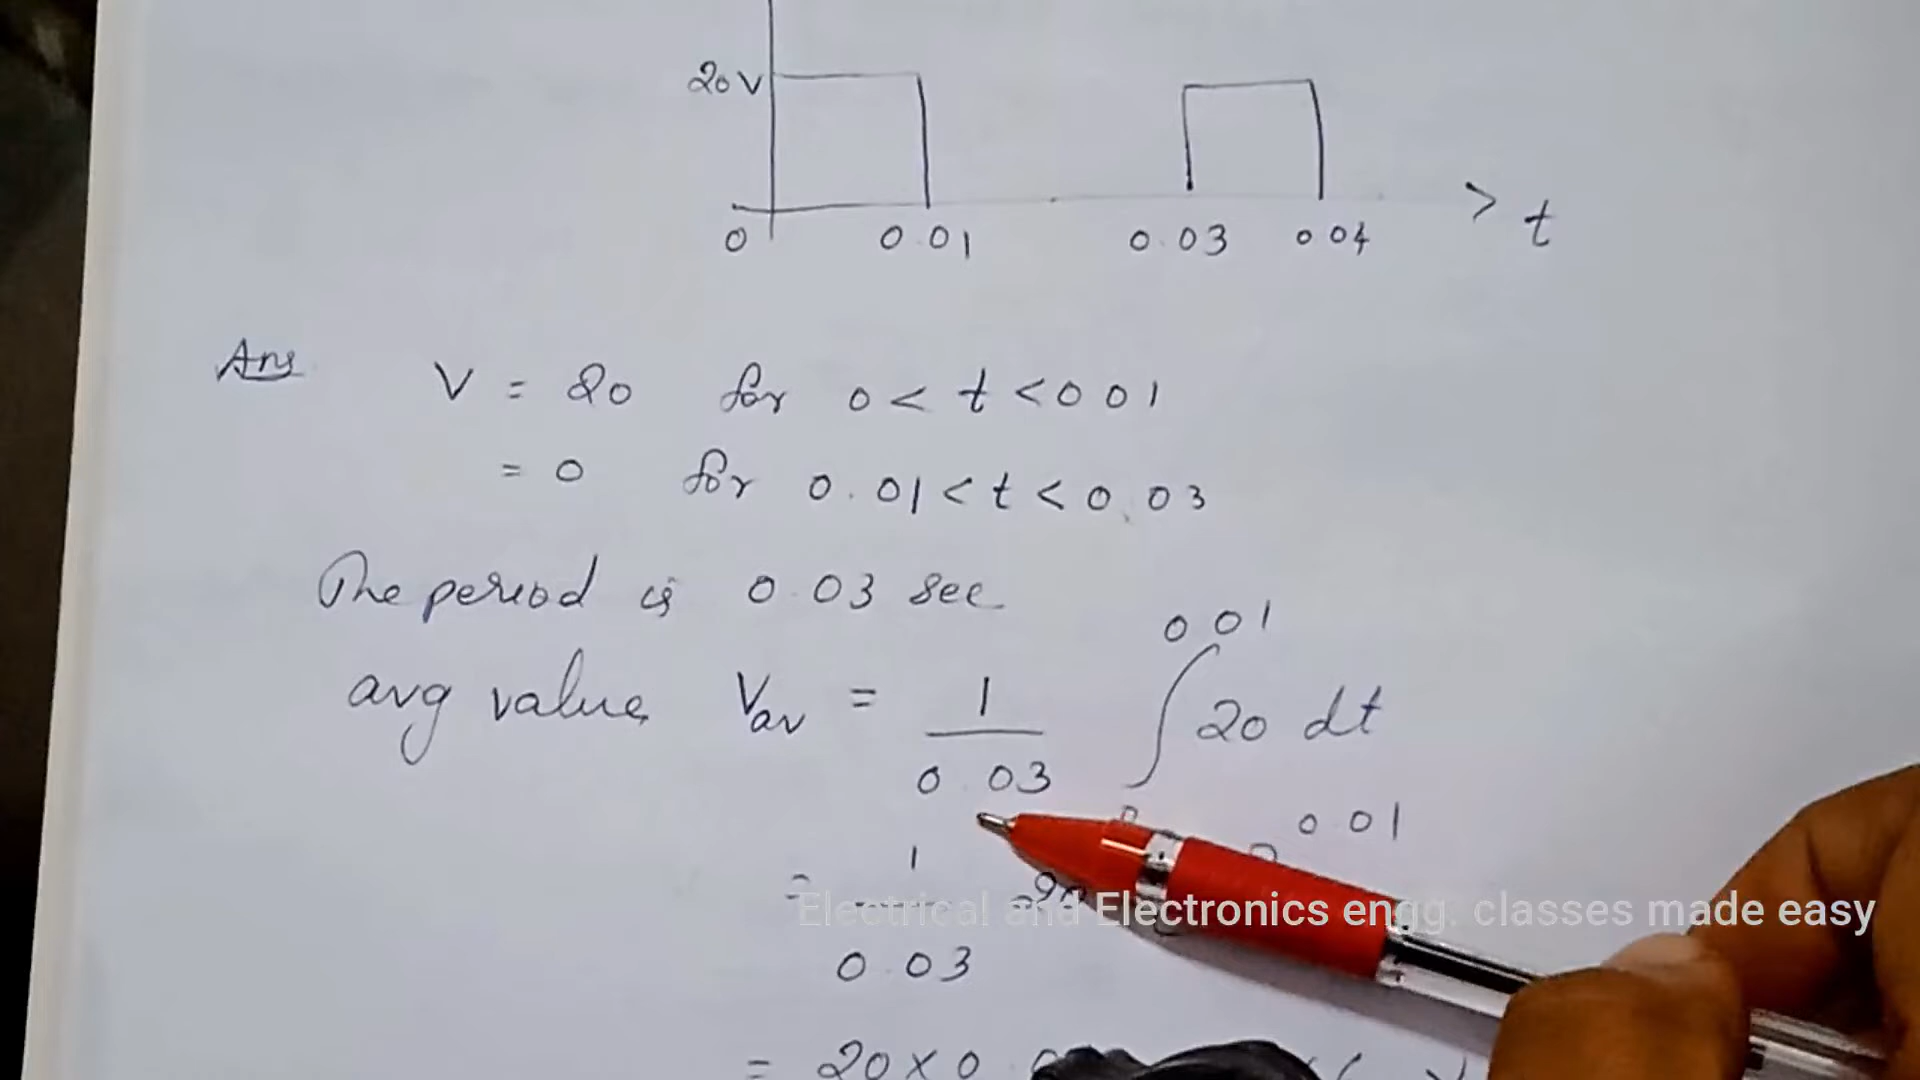 20 V
0 0.01 0.03 0.04 > t
Ans V = 20 for 0 < t < 0 01
= 0 for 0.01 < t < 0.03
The period is 0.03 sec
0 01
avg value Vav = 1 ∫ 20 dt
0 03
0 01
= 1 20
Electrical and Electronics engg. classes made easy
0 03
= 20 x 0